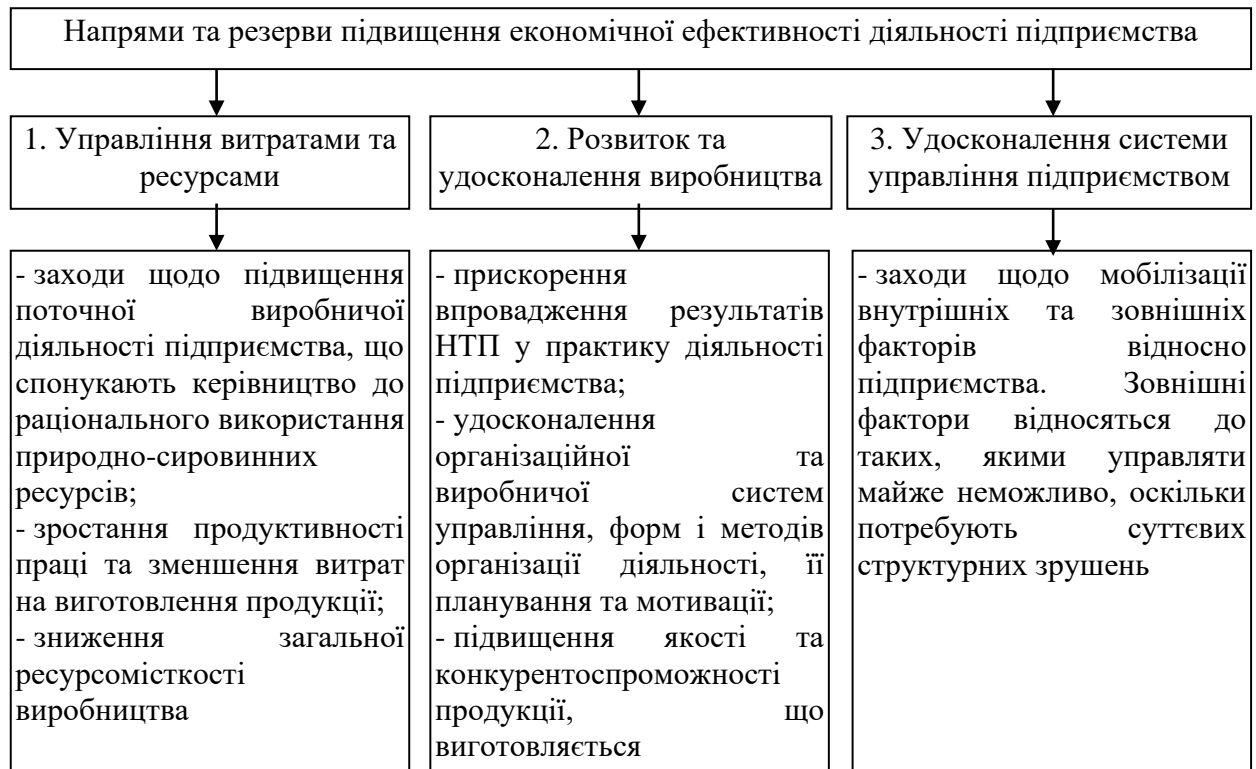 Напрями та резерви підвищення економічної ефективності діяльності підприємства
1. Управління витратами та
ресурсами
2. Розвиток та
удосконалення виробництва
3. Удосконалення системи
управління підприємством
- заходи щодо підвищення
поточної виробничої
діяльності підприємства, що
спонукають керівництво до
раціонального використання
природно-сировинних
ресурсів;
- зростання продуктивності
праці та зменшення витрат
на виготовлення продукції;
- зниження загальної
ресурсомісткості
виробництва
- прискорення
впровадження результатів
НТП у практику діяльності
підприємства;
- удосконалення
організаційної та
виробничої систем
управління, форм і методів
організації діяльності, її
планування та мотивації;
- підвищення якості та
конкурентоспроможності
продукції, що
виготовляється
- заходи щодо мобілізації
внутрішніх та зовнішніх
факторів відносно
підприємства. Зовнішні
фактори відносяться до
таких, якими управляти
майже неможливо, оскільки
потребують суттєвих
структурних зрушень